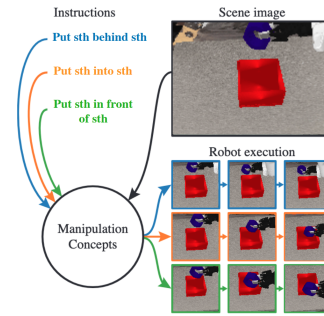 Instructions
Scene image
Put sth behind sth
Put sth into sth
Put sth in front
of sth
Robot execution
Manipulation
Concepts